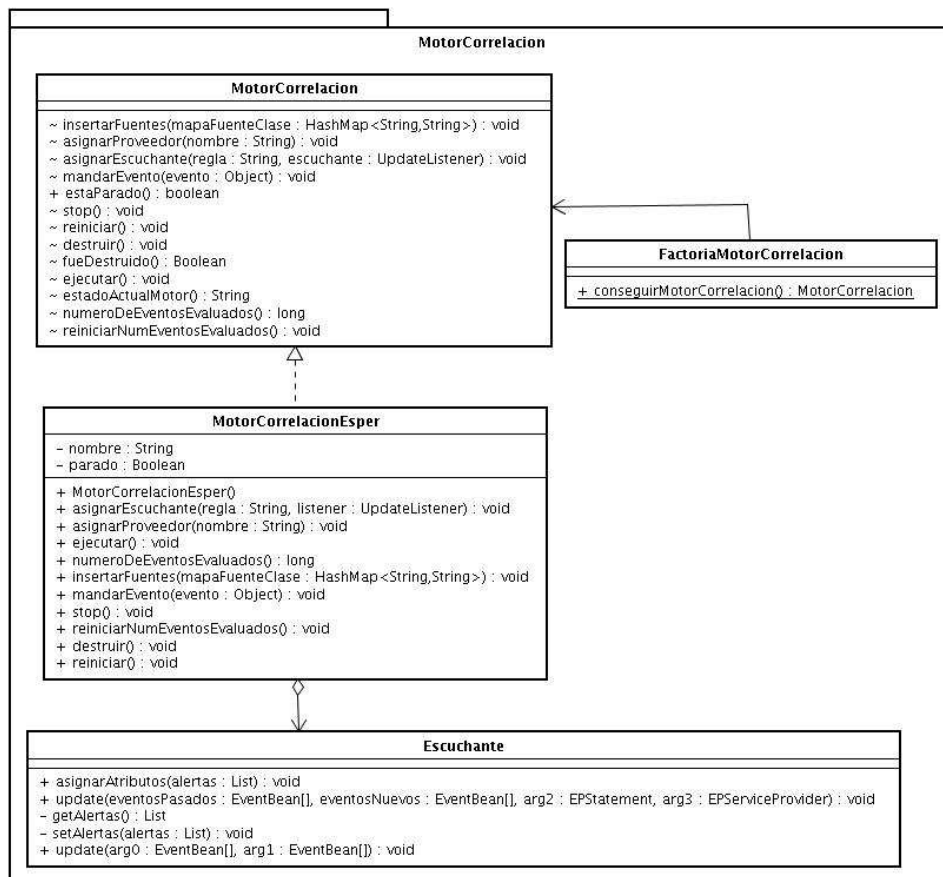 MotorCorrelacion
MotorCorrelacion
~ insertarFuentes(mapaFuenteClase : HashMap<String,String>) : void
~ asignarProveedor(nombre : String) : void
~ asignarEscuchante(regla : String, escuchante : UpdateListener) : void
~ mandarEvento(evento : Object) : void
+ estaParado() : boolean
~ stop() : void
~ reiniciar() : void
~ destruir() : void
~ fueDestruido() : Boolean
~ ejecutar() : void
~ estadoActualMotor() : String
~ numeroDeEventosEvaluados() : long
~ reiniciarNumEventosEvaluados() : void
FactoríaMotorCorrelacion
+ conseguirMotorCorrelacion() : MotorCorrelacion
MotorCorrelacionEsper
- nombre : String
- parado : Boolean
+ MotorCorrelacionEsper()
+ asignarEscuchante(regla : String, listener : UpdateListener) : void
+ asignarProveedor(nombre : String) : void
+ ejecutar() : void
+ numeroDeEventosEvaluados() : long
+ insertarFuentes(mapaFuenteClase : HashMap<String,String>) : void
+ mandarEvento(evento : Object) : void
+ stop() : void
+ reiniciarNumEventosEvaluados() : void
+ destruir() : void
+ reiniciar() : void
Escuchante
+ asignarAtributos(alertas : List) : void
+ update(eventosPasados : EventBean[], eventosNuevos : EventBean[], arg2 : EPStatement, arg3 : EPServiceProvider) : void
- getAlertas() : List
- setAlertas(alertas : List) : void
+ update(arg0 : EventBean[], arg1 : EventBean[]) : void